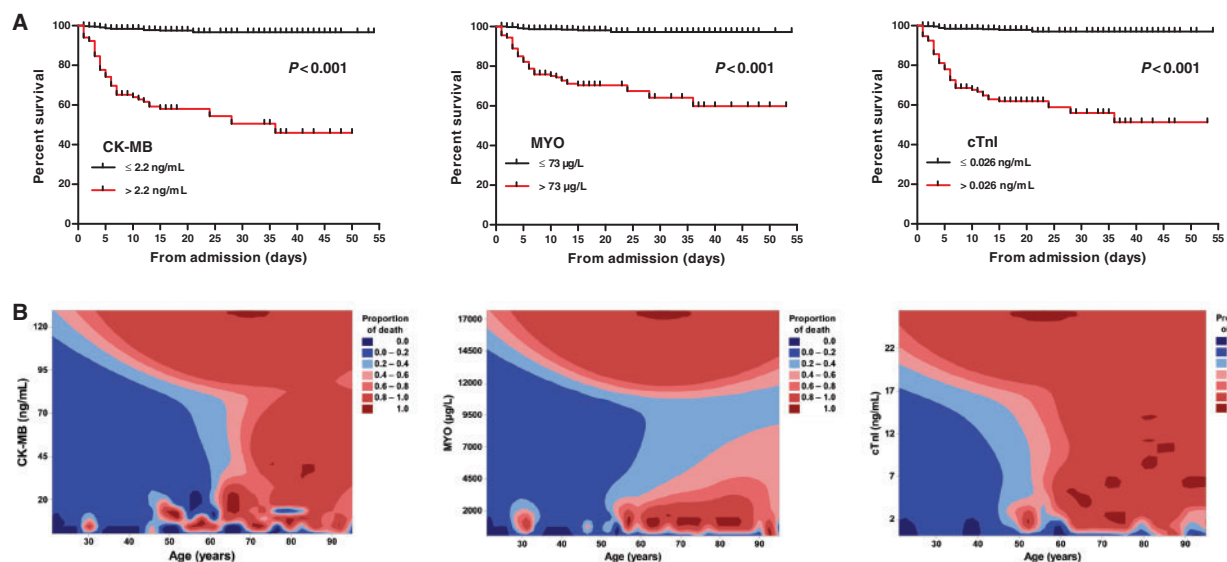 A
Percent survival
100
80
60
40
20
0
P < 0.001
CK-MB
≤ 2.2 ng/mL
> 2.2 ng/mL
0 5 10 15 20 25 30 35 40 45 50 55
From admission (days)
Percent survival
100
80
60
40
20
0
P < 0.001
MYO
≤ 73 µg/L
> 73 µg/L
0 5 10 15 20 25 30 35 40 45 50 55
From admission (days)
Percent survival
100
80
60
40
20
0
P < 0.001
cTnI
≤ 0.026 ng/mL
> 0.026 ng/mL
0 5 10 15 20 25 30 35 40 45 50 55
From admission (days)
B
CK-MB (ng/mL)
120
95
70
45
20
30 40 50 60 70 80 90
Age (years)
Proportion
of death
0.0
0.0 – 0.2
0.2 – 0.4
0.4 – 0.6
0.6 – 0.8
0.8 – 1.0
1.0
MYO (µg/L)
17000
14500
12000
9500
7000
4500
2000
30 40 50 60 70 80 90
Age (years)
Proportion
of death
0.0
0.0 – 0.2
0.2 – 0.4
0.4 – 0.6
0.6 – 0.8
0.8 – 1.0
1.0
cTnI (ng/mL)
22
17
12
7
2
30 40 50 60 70 80 90
Age (years)